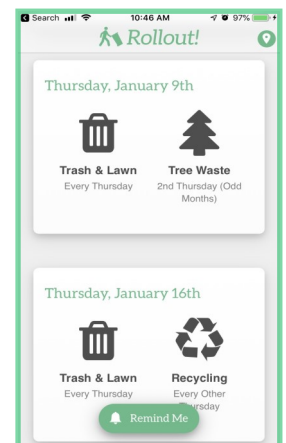 Search 10:46 AM 97%
Rollout!
Thursday, January 9th
Trash & Lawn Tree Waste
Every Thursday 2nd Thursday (Odd
Months)
Thursday, January 16th
Trash & Lawn Recycling
Every Thursday Every Other
Remind Me